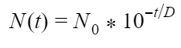 N(t) = N₀ * 10^{-t/D}